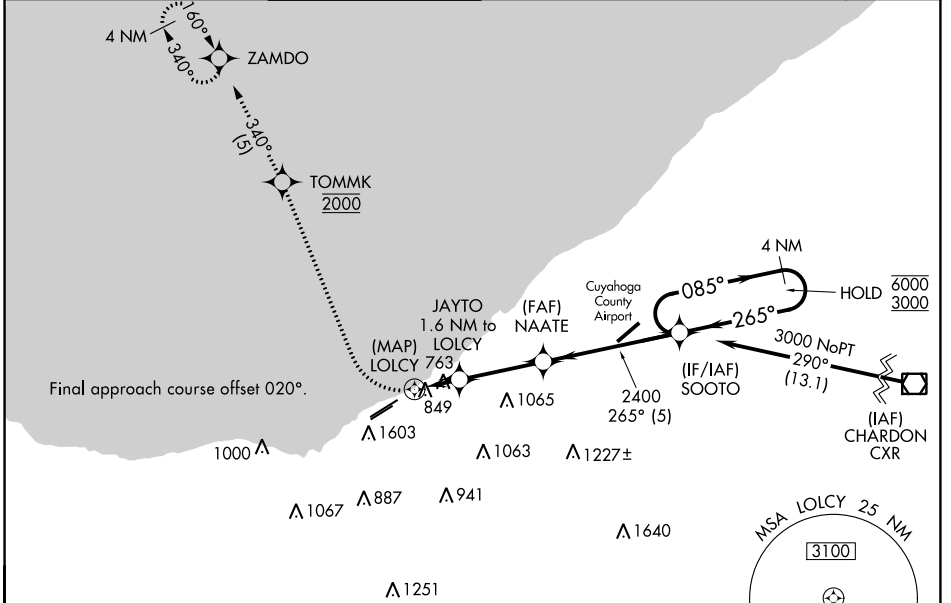 160°
4 NM
340°
ZAMDO
340°
(5)
TOMMK
2000
4 NM
085°
HOLD
6000
3000
265°
Cuyahoga
County
Airport
JAYTO
1.6 NM to
LOLCY
763
(FAF)
NAATE
(MAP)
LOLCY
3000 NoPT
290°
(13.1)
(IF/IAF)
SOOTO
2400
265° (5)
(IAF)
CHARDON
CXR
Final approach course offset 020°.
849
1065
1603
1000
1063
1227±
1067
887
941
1640
1251
MSA LOLCY 25 NM
3100